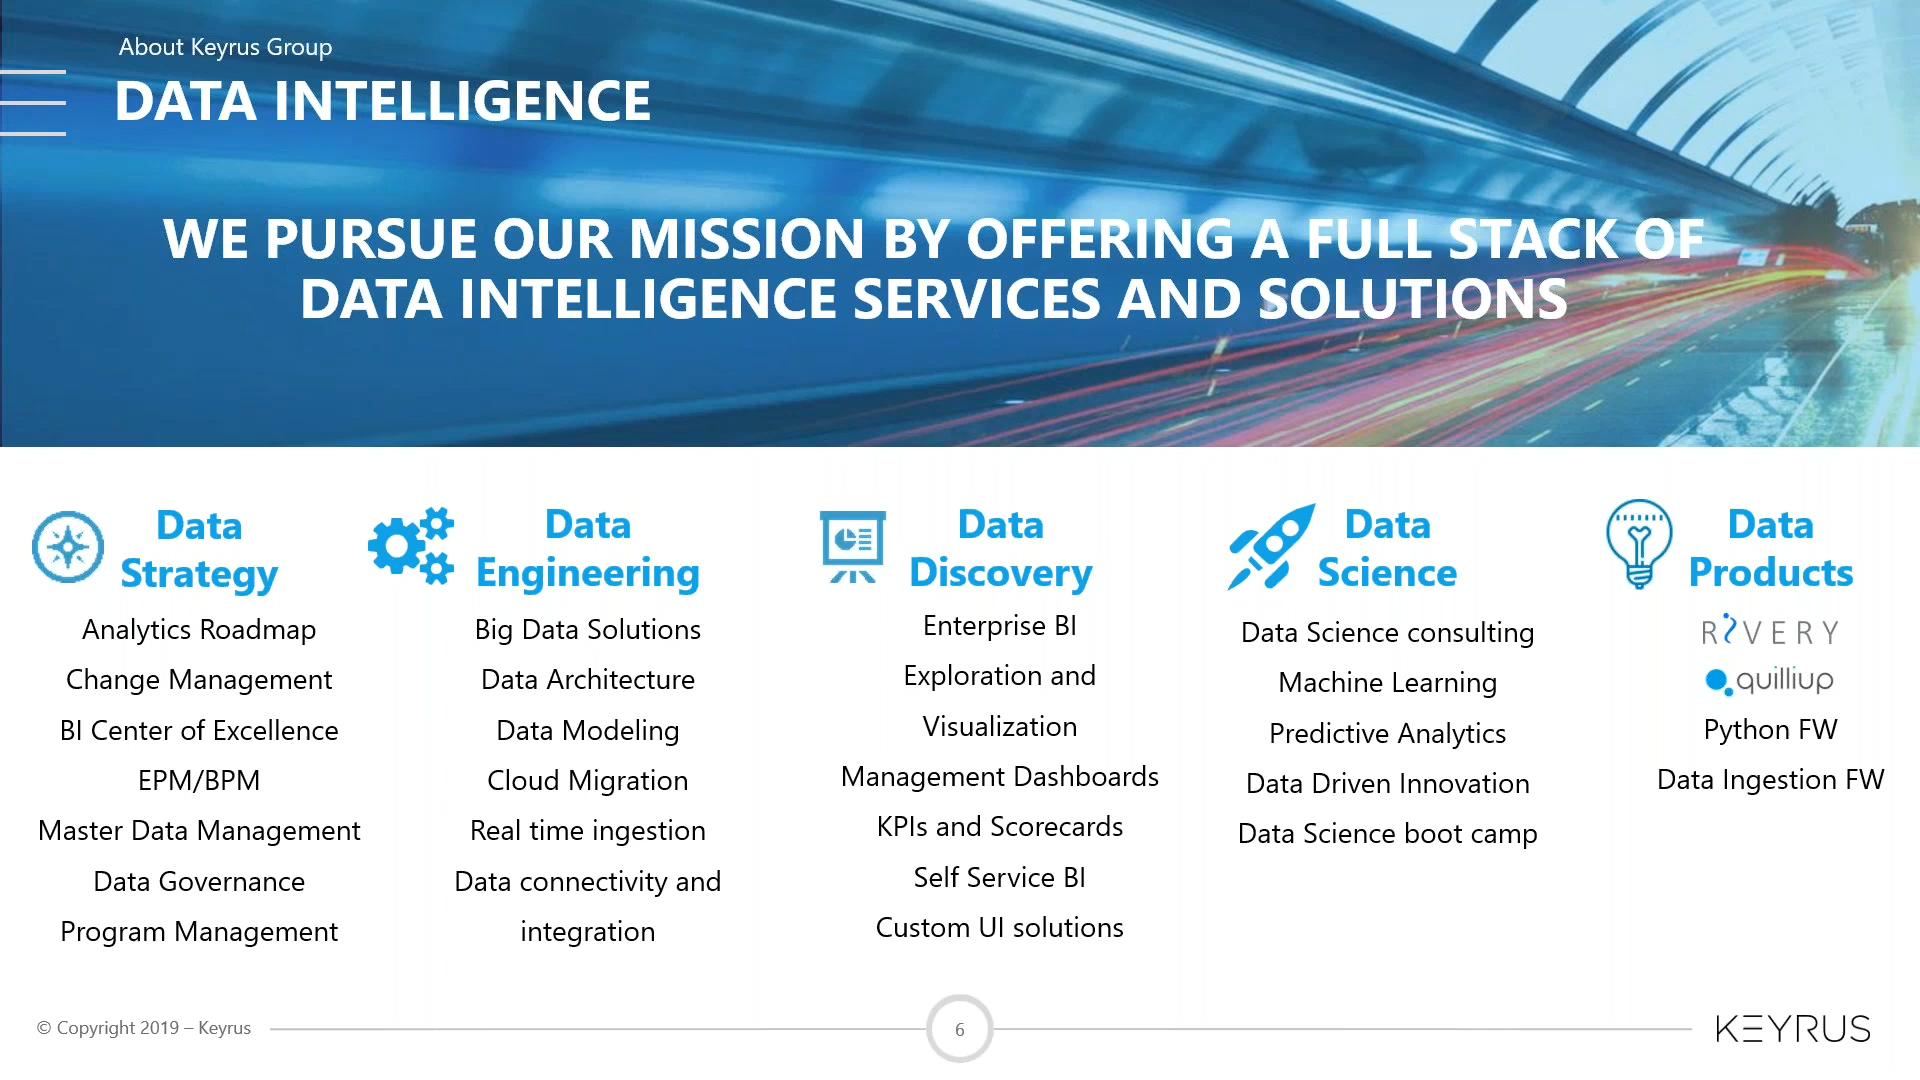 About Keyrus Group
DATA INTELLIGENCE
WE PURSUE OUR MISSION BY OFFERING A FULL STACK OF
DATA INTELLIGENCE SERVICES AND SOLUTIONS
Data
Strategy
Analytics Roadmap
Change Management
BI Center of Excellence
EPM/BPM
Master Data Management
Data Governance
Program Management
Data
Engineering
Big Data Solutions
Data Architecture
Data Modeling
Cloud Migration
Real time ingestion
Data connectivity and
integration
Data
Discovery
Enterprise BI
Exploration and
Visualization
Management Dashboards
KPIs and Scorecards
Self Service BI
Custom UI solutions
Data
Science
Data Science consulting
Machine Learning
Predictive Analytics
Data Driven Innovation
Data Science boot camp
Data
Products
RIVERY
quilliup
Python FW
Data Ingestion FW
© Copyright 2019 – Keyrus
6
KEYRUS